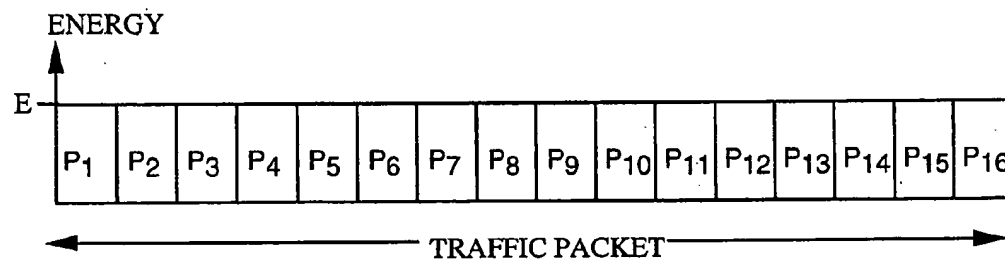 ENERGY
E
P1 P2 P3 P4 P5 P6 P7 P8 P9 P10 P11 P12 P13 P14 P15 P16
TRAFFIC PACKET